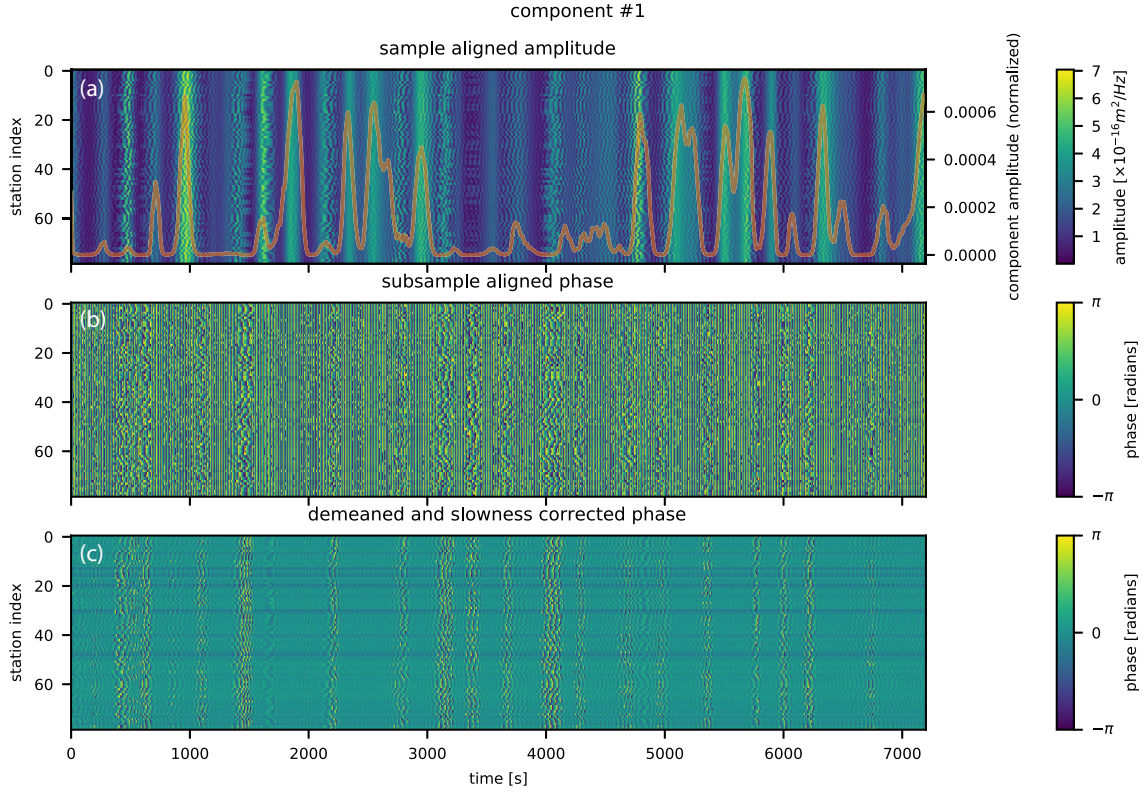 component #1
sample aligned amplitude
(a)
0
20
40
60
station index
0.0006
0.0004
0.0002
0.0000
component amplitude (normalized)
7
6
5
4
3
2
1
amplitude [×10⁻¹⁶m²/Hz]
subsample aligned phase
(b)
0
20
40
60
π
0
−π
phase [radians]
demeaned and slowness corrected phase
(c)
0
20
40
60
station index
π
0
−π
phase [radians]
0 1000 2000 3000 4000 5000 6000 7000
time [s]